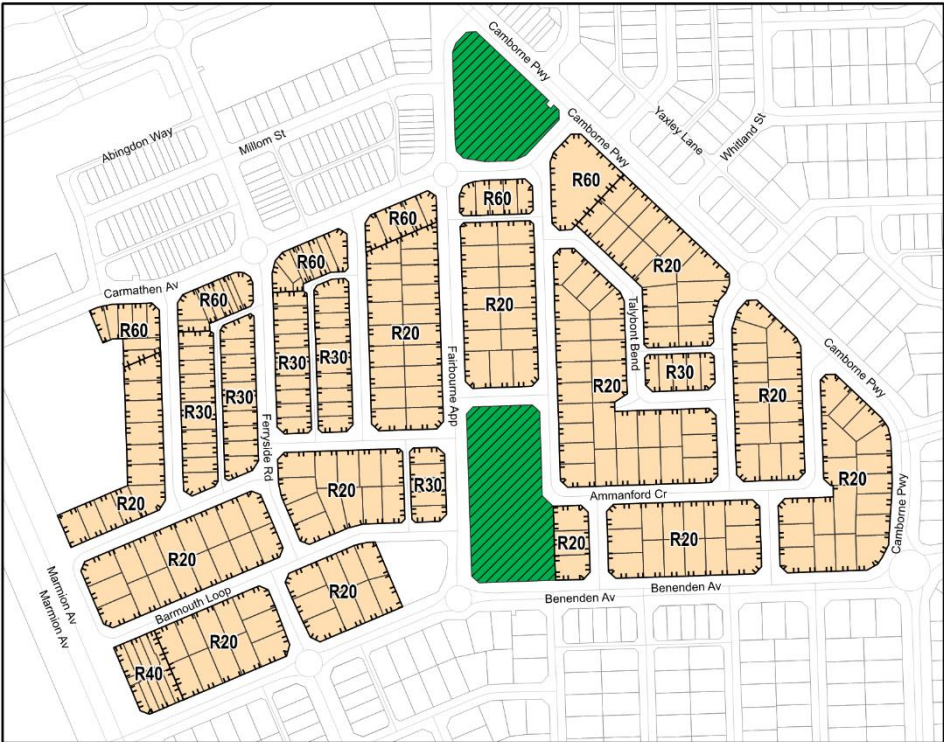 Camborne Pwy
Abingdon Way
Millom St
Yaxley Lane
Whitland St
Camborne Pwy
R60
R60
R60
R60
R20
Carmathen Av
R60
R60
R20
R20
Talybont Bend
R30
R30
R30
R30
Fairbourne App
R20
R30
Camborne Pwy
R20
Ferryside Rd
R20
R20
R30
R20
Ammanford Cr
Camborne Pwy
R20
R20
R20
R20
Marmion Av
Marmion Av
Barmouth Loop
R20
Benenden Av
Benenden Av
R20
R40